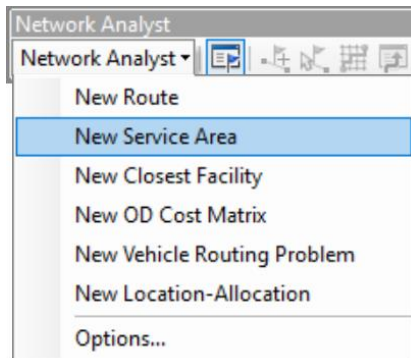 Network Analyst
Network Analyst
New Route
New Service Area
New Closest Facility
New OD Cost Matrix
New Vehicle Routing Problem
New Location-Allocation
Options...